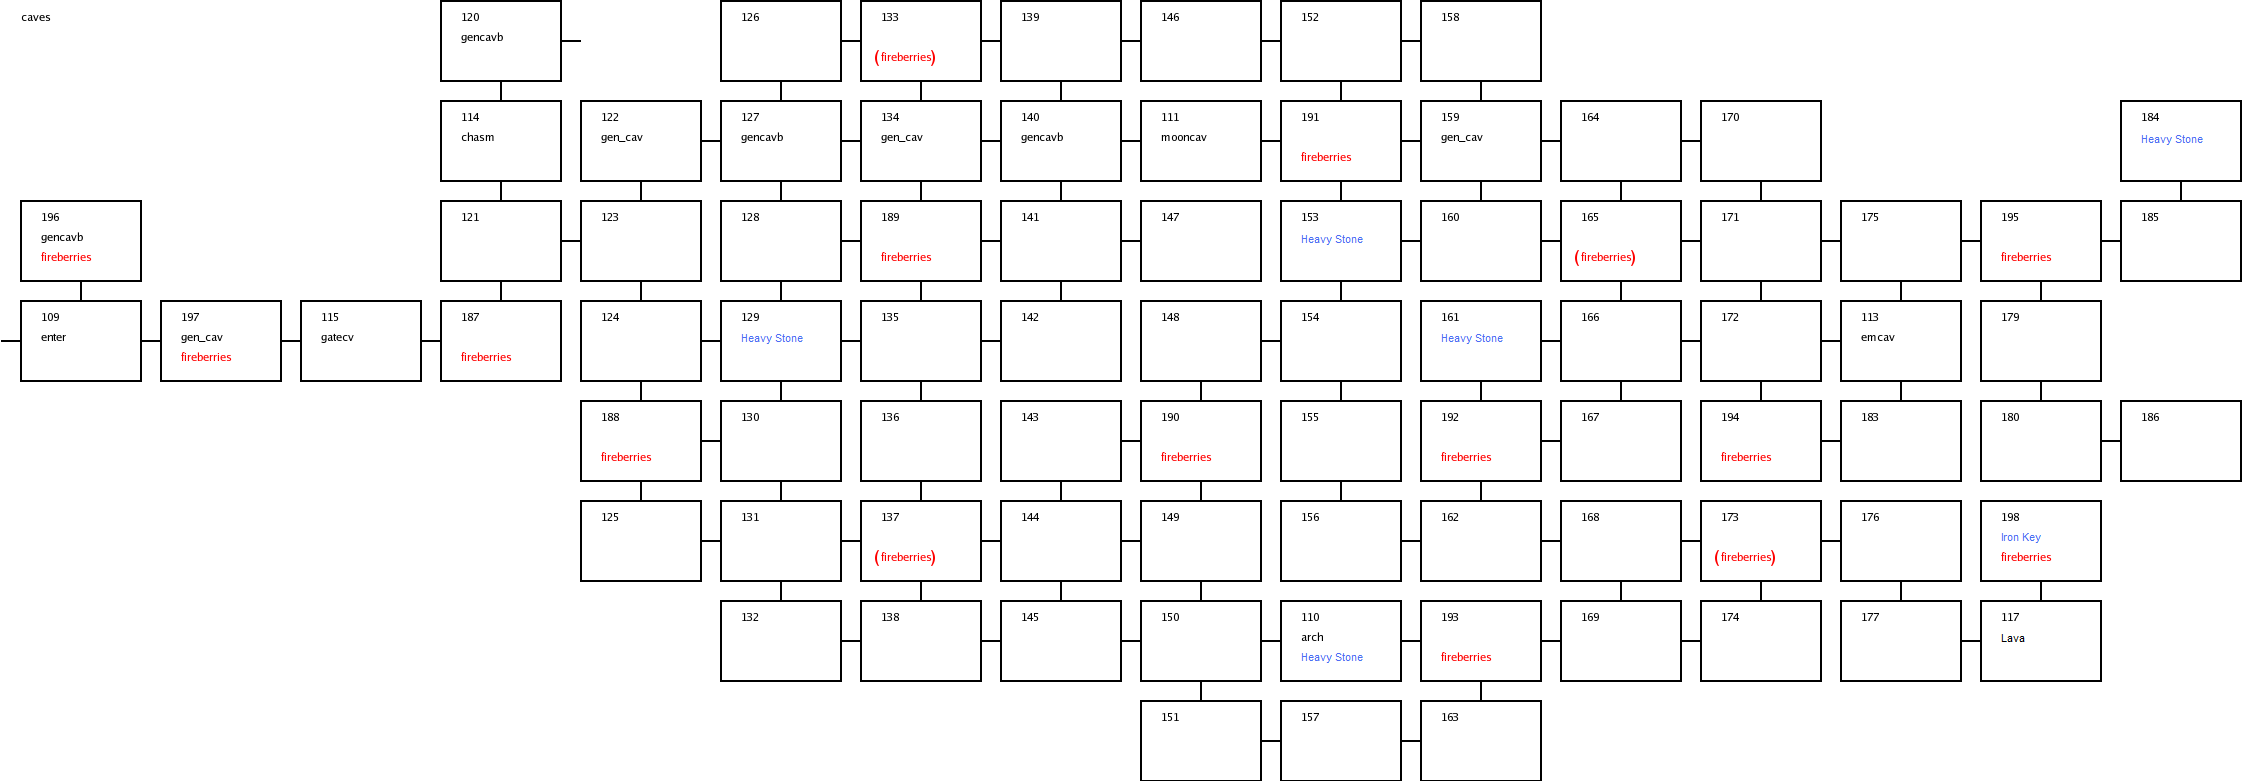 caves
120
gencavb
126
133
(fireberries)
139
146
152
158
114
chasm
122
gen_cav
127
gencavb
134
gen_cav
140
gencavb
111
mooncav
191
fireberries
159
gen_cav
164
170
184
Heavy Stone
196
gencavb
fireberries
121
123
128
189
fireberries
141
147
153
Heavy Stone
160
165
(fireberries)
171
175
195
fireberries
185
109
enter
197
gen_cav
fireberries
115
gatecv
187
fireberries
124
129
Heavy Stone
135
142
148
154
161
Heavy Stone
166
172
113
emcav
179
188
fireberries
130
136
143
190
fireberries
155
192
fireberries
167
194
fireberries
183
180
186
125
131
137
(fireberries)
144
149
156
162
168
173
(fireberries)
176
198
Iron Key
fireberries
132
138
145
150
110
arch
Heavy Stone
193
fireberries
169
174
177
117
Lava
151
157
163